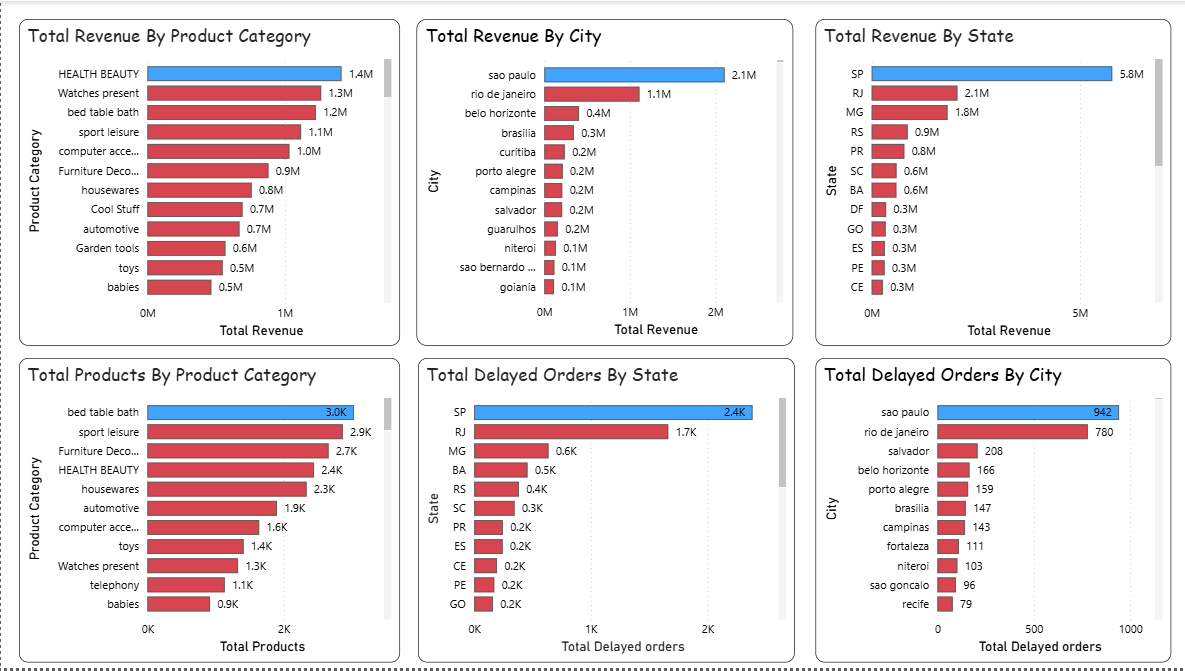 Total Revenue By Product Category
Product Category
HEALTH BEAUTY 1.4M
Watches present 1.3M
bed table bath 1.2M
sport leisure 1.1M
computer acce... 1.0M
Furniture Deco... 0.9M
housewares 0.8M
Cool Stuff 0.7M
automotive 0.7M
Garden tools 0.6M
toys 0.5M
babies 0.5M
0M 1M
Total Revenue
Total Revenue By City
City
sao paulo 2.1M
rio de janeiro 1.1M
belo horizonte 0.4M
brasilia 0.3M
curitiba 0.2M
porto alegre 0.2M
campinas 0.2M
salvador 0.2M
guarulhos 0.2M
niteroi 0.1M
sao bernardo ... 0.1M
goiania 0.1M
0M 1M 2M
Total Revenue
Total Revenue By State
State
SP 5.8M
RJ 2.1M
MG 1.8M
RS 0.9M
PR 0.8M
SC 0.6M
BA 0.6M
DF 0.3M
GO 0.3M
ES 0.3M
PE 0.3M
CE 0.3M
0M 5M
Total Revenue
Total Products By Product Category
Product Category
bed table bath 3.0K
sport leisure 2.9K
Furniture Deco... 2.7K
HEALTH BEAUTY 2.4K
housewares 2.3K
automotive 1.9K
computer acce... 1.6K
toys 1.4K
Watches present 1.3K
telephony 1.1K
babies 0.9K
0K 2K
Total Products
Total Delayed Orders By State
State
SP 2.4K
RJ 1.7K
MG 0.6K
BA 0.5K
RS 0.4K
SC 0.3K
PR 0.2K
ES 0.2K
CE 0.2K
PE 0.2K
GO 0.2K
0K 1K 2K
Total Delayed orders
Total Delayed Orders By City
City
sao paulo 942
rio de janeiro 780
salvador 208
belo horizonte 166
porto alegre 159
brasilia 147
campinas 143
fortaleza 111
niteroi 103
sao goncalo 96
recife 79
0 500 1000
Total Delayed Orders